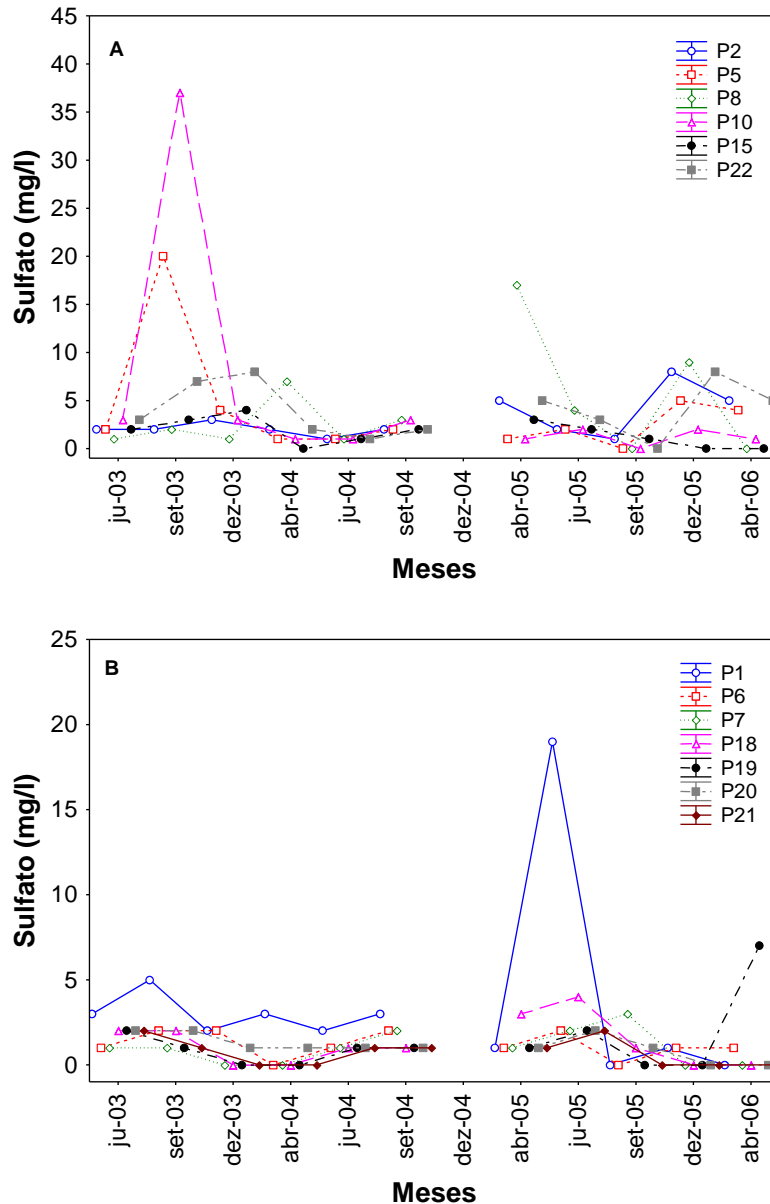 A
P2
P5
P8
P10
P15
P22
45
40
35
30
25
20
15
10
5
0
Sulfato (mg/l)
ju-03
set-03
dez-03
abr-04
ju-04
set-04
dez-04
abr-05
ju-05
set-05
dez-05
abr-06
Meses
B
P1
P6
P7
P18
P19
P20
P21
25
20
15
10
5
0
Sulfato (mg/l)
ju-03
set-03
dez-03
abr-04
ju-04
set-04
dez-04
abr-05
ju-05
set-05
dez-05
abr-06
Meses